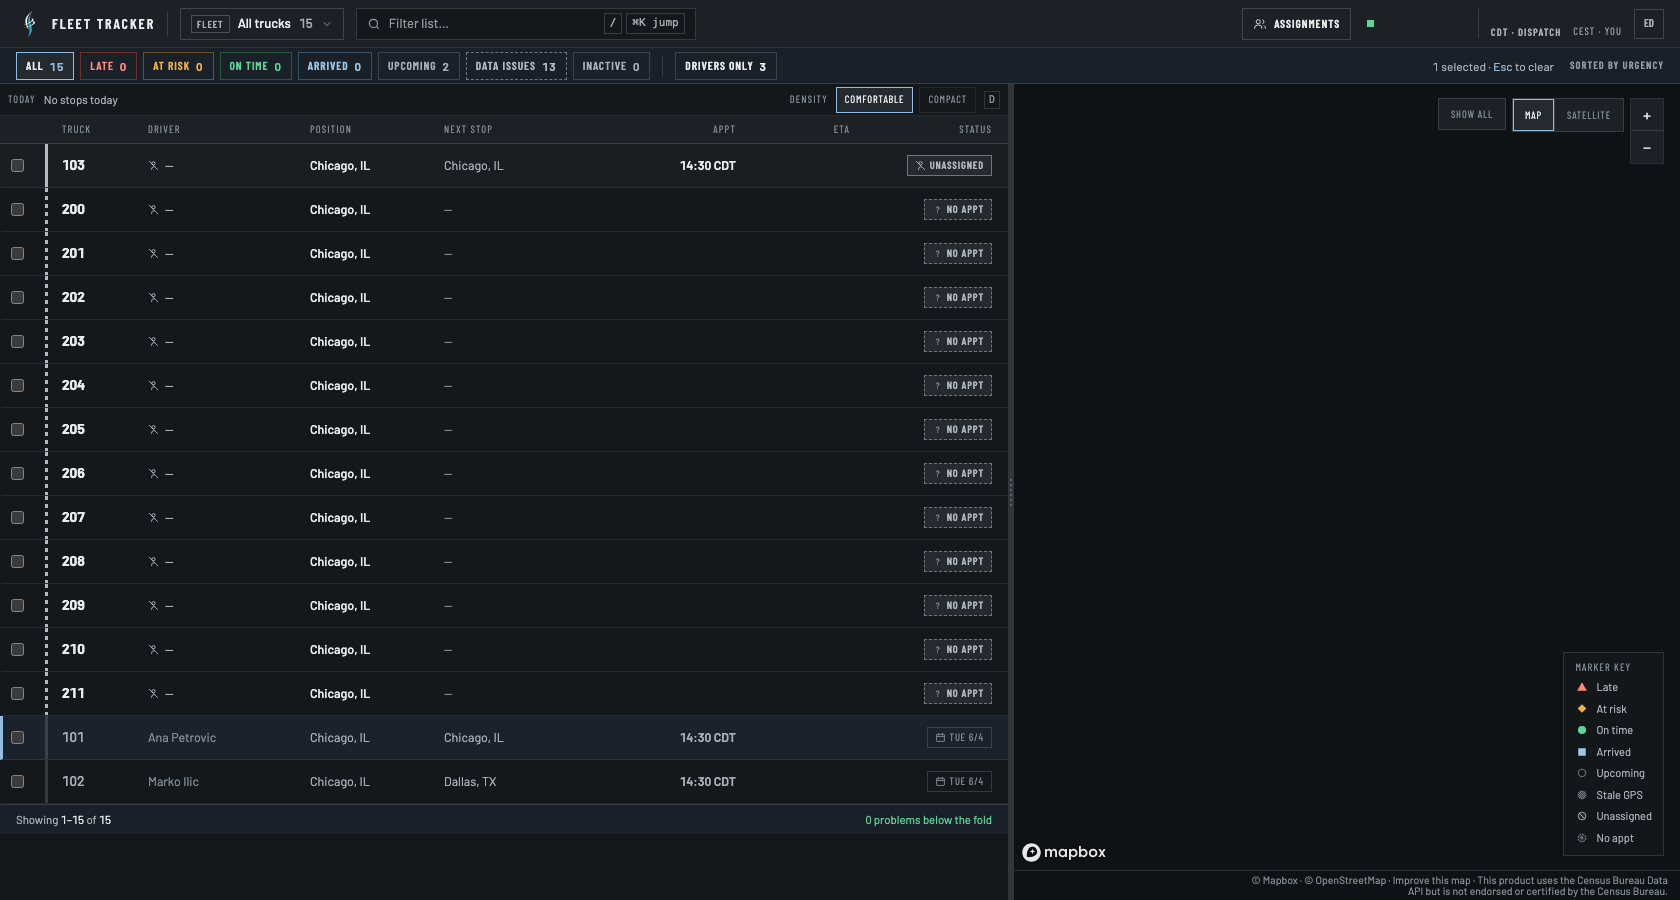 FLEET TRACKER
FLEET All trucks 15
Filter list...
/ ⌘K jump
ASSIGNMENTS
CDT · DISPATCH
CEST · YOU
ED
ALL 15
LATE 0
AT RISK 0
ON TIME 0
ARRIVED 0
UPCOMING 2
DATA ISSUES 13
INACTIVE 0
DRIVERS ONLY 3
1 selected · Esc to clear
SORTED BY URGENCY
TODAY No stops today
DENSITY COMFORTABLE COMPACT D
TRUCK DRIVER POSITION NEXT STOP APPT ETA STATUS
103 — Chicago, IL Chicago, IL 14:30 CDT UNASSIGNED
200 — Chicago, IL — ? NO APPT
201 — Chicago, IL — ? NO APPT
202 — Chicago, IL — ? NO APPT
203 — Chicago, IL — ? NO APPT
204 — Chicago, IL — ? NO APPT
205 — Chicago, IL — ? NO APPT
206 — Chicago, IL — ? NO APPT
207 — Chicago, IL — ? NO APPT
208 — Chicago, IL — ? NO APPT
209 — Chicago, IL — ? NO APPT
210 — Chicago, IL — ? NO APPT
211 — Chicago, IL — ? NO APPT
101 Ana Petrovic Chicago, IL Chicago, IL 14:30 CDT TUE 6/4
102 Marko Ilic Chicago, IL Dallas, TX 14:30 CDT TUE 6/4
Showing 1–15 of 15
0 problems below the fold
SHOW ALL
MAP
SATELLITE
+
−
MARKER KEY
Late
At risk
On time
Arrived
Upcoming
Stale GPS
Unassigned
No appt
mapbox
© Mapbox · © OpenStreetMap · Improve this map · This product uses the Census Bureau Data
API but is not endorsed or certified by the Census Bureau.